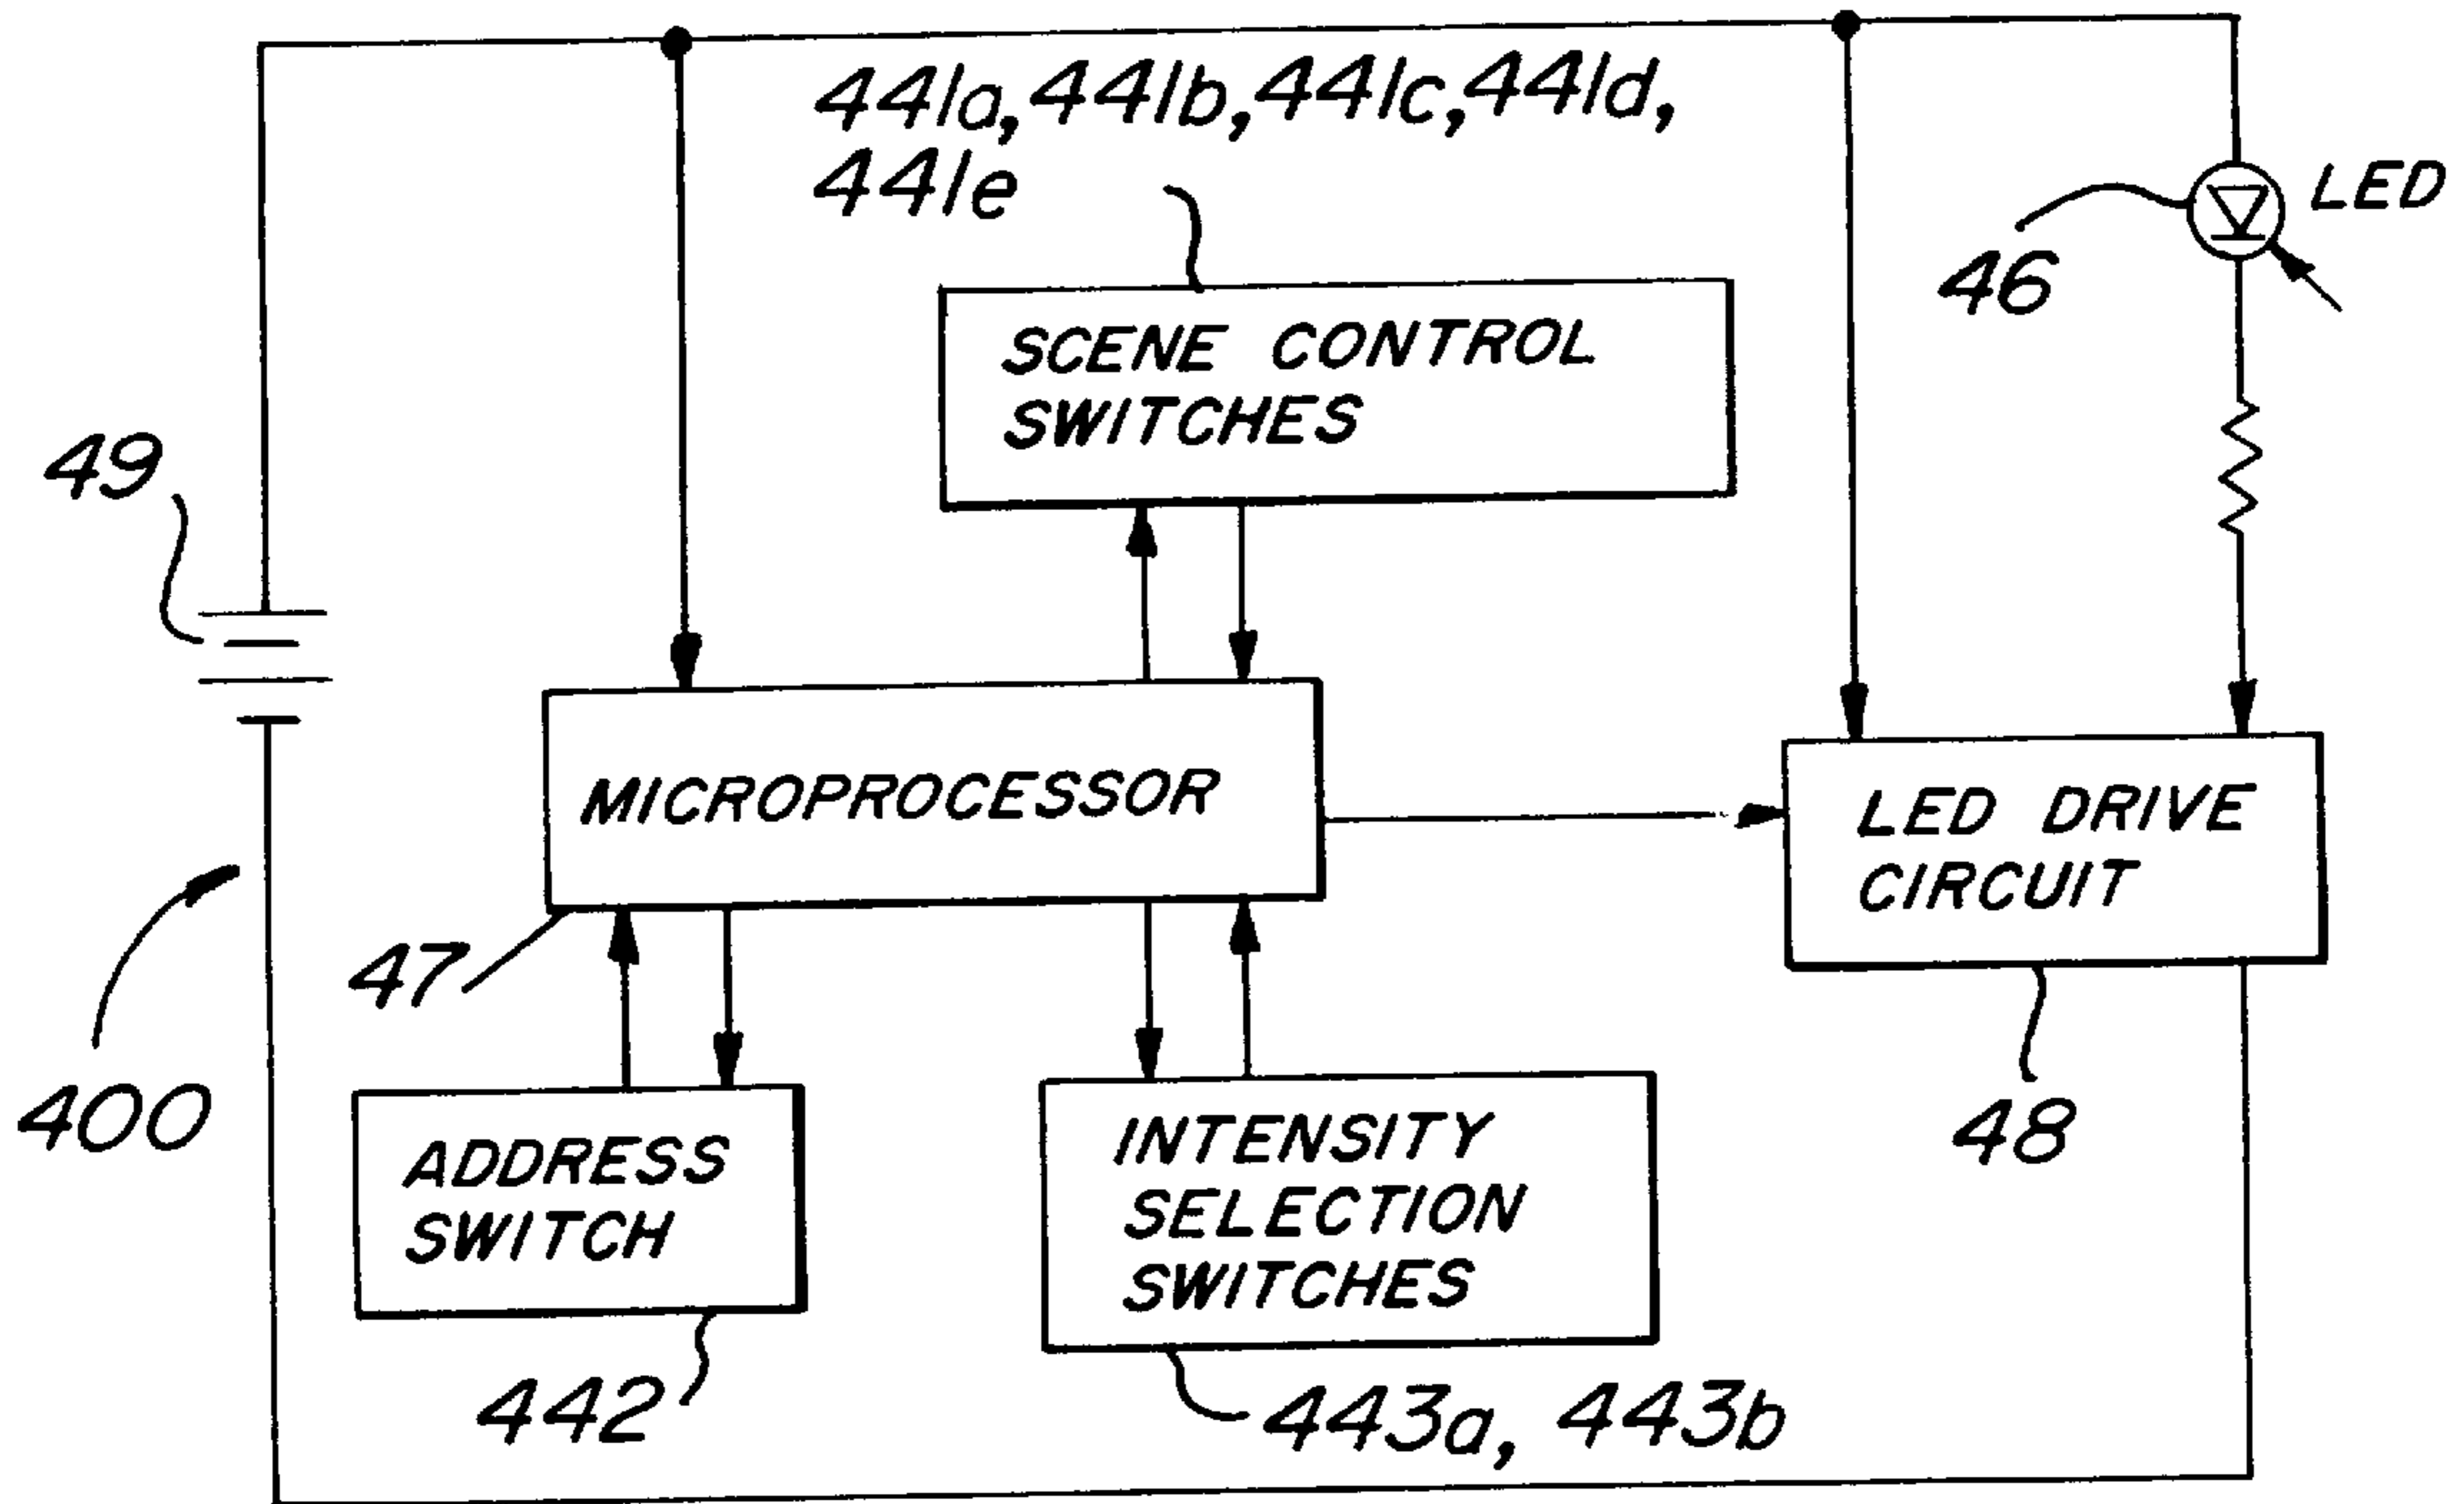 441a, 441b, 441c, 441d,
441e
LED
46
SCENE CONTROL
SWITCHES
49
MICROPROCESSOR
LED DRIVE
CIRCUIT
47
400
ADDRESS
SWITCH
INTENSITY
SELECTION
SWITCHES
48
442
443a, 443b